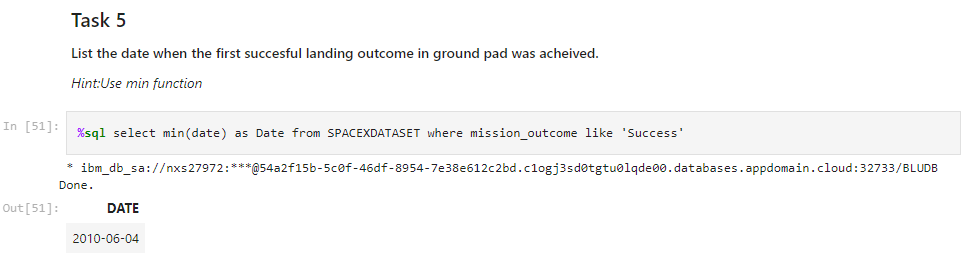 Task 5
List the date when the first succesful landing outcome in ground pad was acheived.
Hint:Use min function
In [51]: %sql select min(date) as Date from SPACEXDATASET where mission_outcome like 'Success'
* ibm_db_sa://nxs27972:***@54a2f15b-5c0f-46df-8954-7e38e612c2bd.c1ogj3sd0tgtu0lqde00.databases.appdomain.cloud:32733/BLUDB
Done.
Out[51]: DATE
2010-06-04